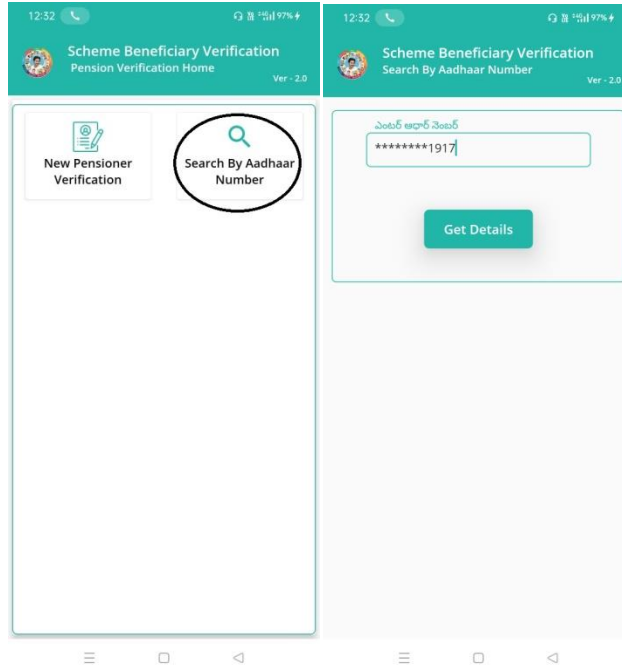 12:32
97%
Scheme Beneficiary Verification
Pension Verification Home
Ver - 2.0
New Pensioner
Verification
Search By Aadhaar
Number
12:32
97%
Scheme Beneficiary Verification
Search By Aadhaar Number
Ver - 2.0
ఎంటర్ ఆధార్ నెంబర్
********1917
Get Details